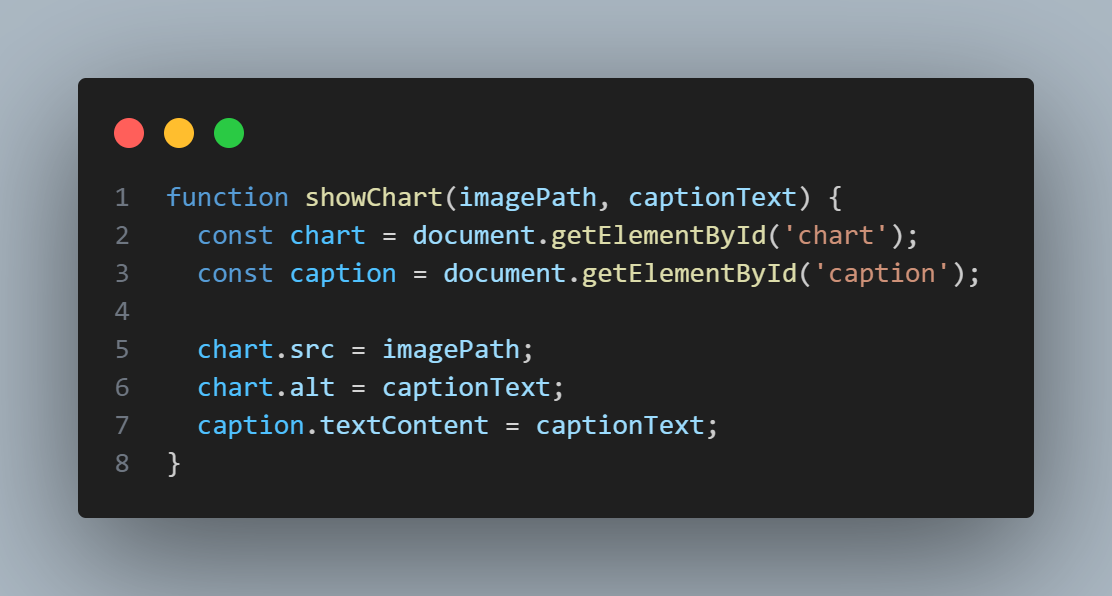 1 function showChart(imagePath, captionText) {
2   const chart = document.getElementById('chart');
3   const caption = document.getElementById('caption');
4
5   chart.src = imagePath;
6   chart.alt = captionText;
7   caption.textContent = captionText;
8 }